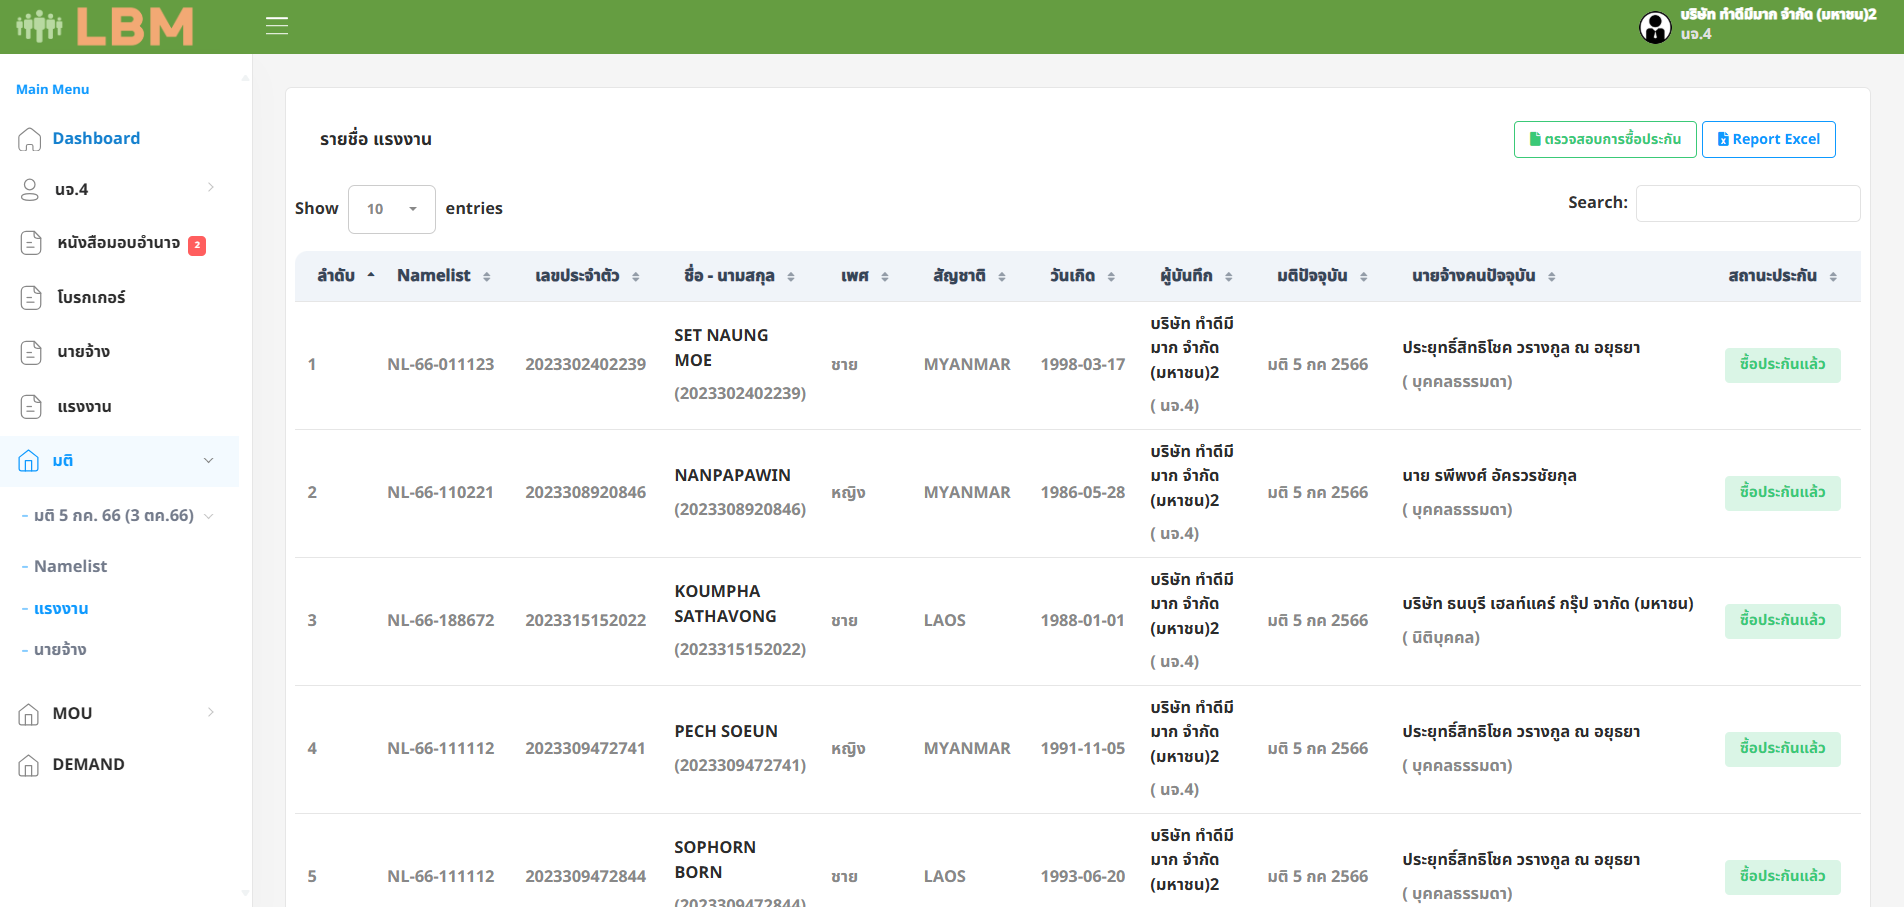 LBM
บริษัท ทำดีมีมาก จำกัด (มหาชน)2
นจ.4
Main Menu
Dashboard
นจ.4
หนังสือมอบอำนาจ 2
โบรกเกอร์
นายจ้าง
แรงงาน
มติ
- มติ 5 กค. 66 (3 ตค.66)
- Namelist
- แรงงาน
- นายจ้าง
MOU
DEMAND
รายชื่อ แรงงาน
ตรวจสอบการซื้อประกัน Report Excel
Show 10 entries
Search:
ลำดับ Namelist เลขประจำตัว ชื่อ - นามสกุล เพศ สัญชาติ วันเกิด ผู้บันทึก มติปัจจุบัน นายจ้างคนปัจจุบัน สถานะประกัน
1 NL-66-011123 2023302402239 SET NAUNG MOE (2023302402239) ชาย MYANMAR 1998-03-17 บริษัท ทำดีมีมาก จำกัด (มหาชน)2 ( นจ.4) มติ 5 กค 2566 ประยุทธิ์สิทธิโชค วรางกูล ณ อยุธยา ( บุคคลธรรมดา) ซื้อประกันแล้ว
2 NL-66-110221 2023308920846 NANPAPAWIN (2023308920846) หญิง MYANMAR 1986-05-28 บริษัท ทำดีมีมาก จำกัด (มหาชน)2 ( นจ.4) มติ 5 กค 2566 นาย รพีพงศ์ อัครวรชัยกุล ( บุคคลธรรมดา) ซื้อประกันแล้ว
3 NL-66-188672 2023315152022 KOUMPHA SATHAVONG (2023315152022) ชาย LAOS 1988-01-01 บริษัท ทำดีมีมาก จำกัด (มหาชน)2 ( นจ.4) มติ 5 กค 2566 บริษัท ธนบุรี เฮลท์แคร์ กรุ๊ป จากัด (มหาชน) ( นิติบุคคล) ซื้อประกันแล้ว
4 NL-66-111112 2023309472741 PECH SOEUN (2023309472741) หญิง MYANMAR 1991-11-05 บริษัท ทำดีมีมาก จำกัด (มหาชน)2 ( นจ.4) มติ 5 กค 2566 ประยุทธิ์สิทธิโชค วรางกูล ณ อยุธยา ( บุคคลธรรมดา) ซื้อประกันแล้ว
5 NL-66-111112 2023309472844 SOPHORN BORN (2023309472844) ชาย LAOS 1993-06-20 บริษัท ทำดีมีมาก จำกัด (มหาชน)2 มติ 5 กค 2566 ประยุทธิ์สิทธิโชค วรางกูล ณ อยุธยา ( บุคคลธรรมดา) ซื้อประกันแล้ว